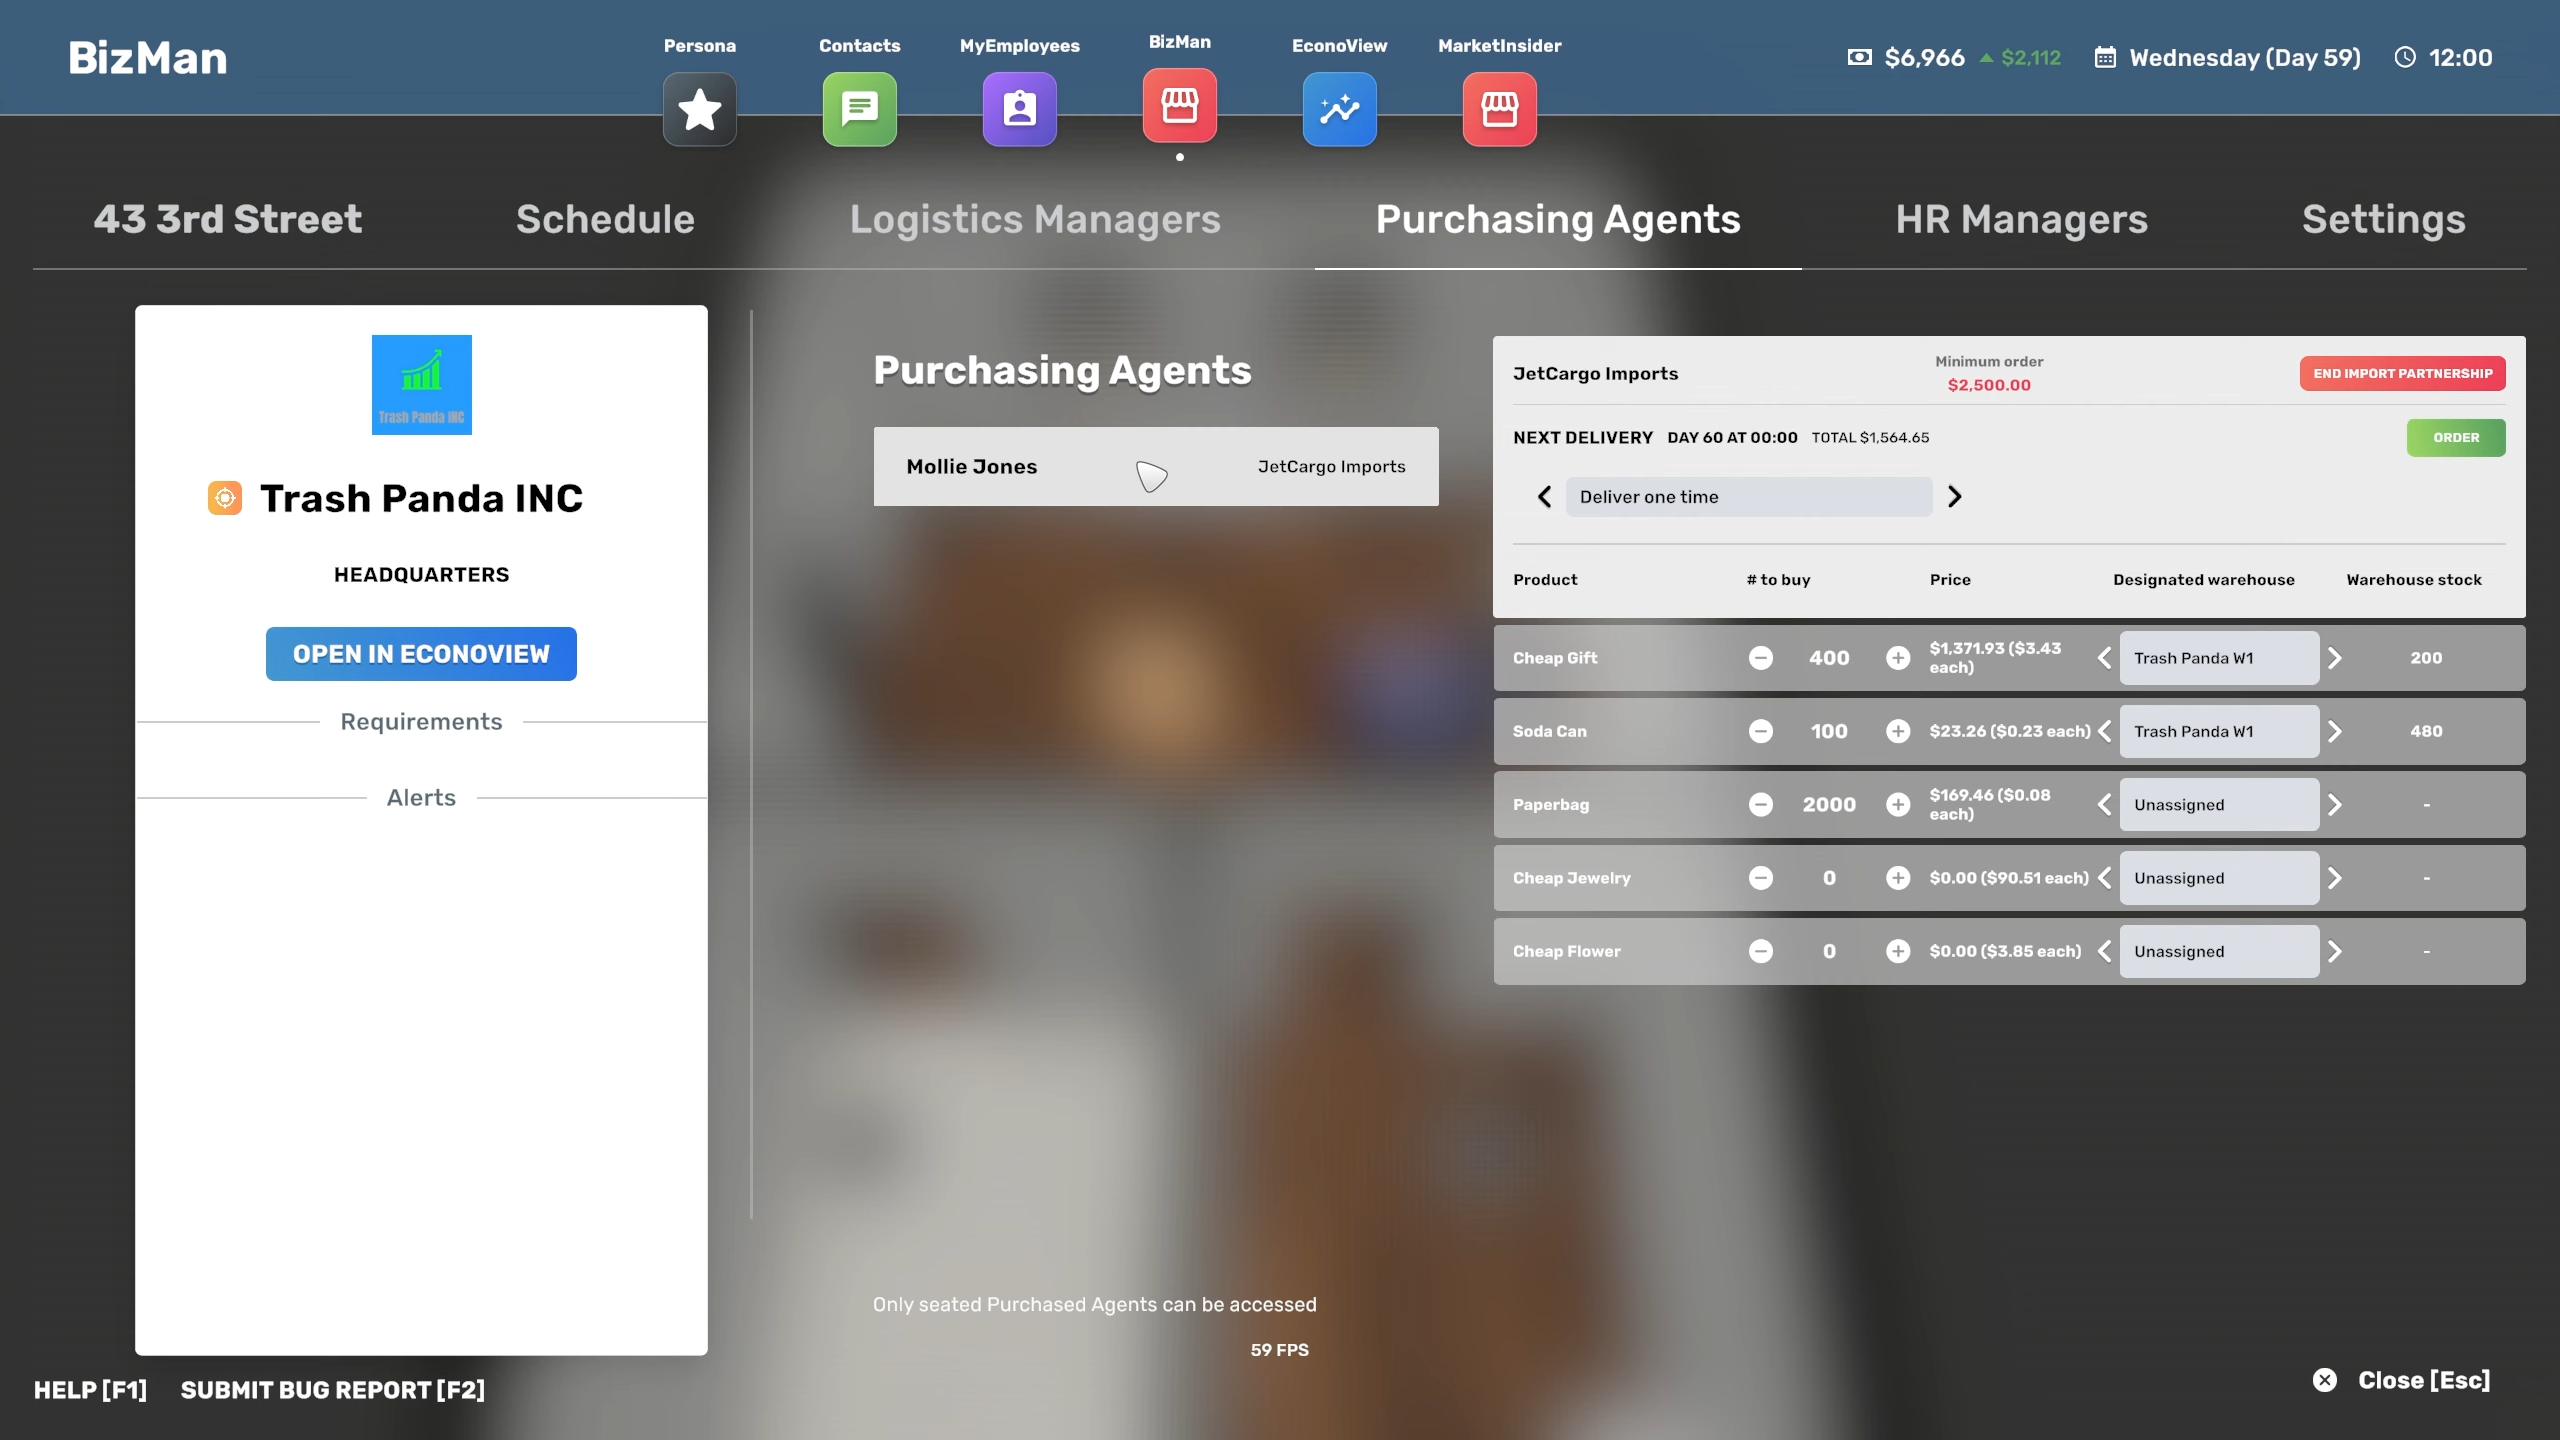 BizMan
Persona
Contacts
MyEmployees
BizMan
EconoView
MarketInsider
$6,966 $2,112 Wednesday (Day 59) 12:00
43 3rd Street
Schedule
Logistics Managers
Purchasing Agents
HR Managers
Settings
Trash Panda INC
Trash Panda INC
HEADQUARTERS
OPEN IN ECONOVIEW
Requirements
Alerts
Purchasing Agents
Mollie Jones JetCargo Imports
Only seated Purchased Agents can be accessed
59 FPS
JetCargo Imports
Minimum order
$2,500.00
END IMPORT PARTNERSHIP
NEXT DELIVERY DAY 60 AT 00:00 TOTAL $1,564.65
ORDER
Deliver one time
Product # to buy Price Designated warehouse Warehouse stock
Cheap Gift 400 $1,371.93 ($3.43
each) Trash Panda W1 200
Soda Can 100 $23.26 ($0.23 each) Trash Panda W1 480
Paperbag 2000 $169.46 ($0.08
each) Unassigned -
Cheap Jewelry 0 $0.00 ($90.51 each) Unassigned -
Cheap Flower 0 $0.00 ($3.85 each) Unassigned -
HELP [F1] SUBMIT BUG REPORT [F2]
Close [Esc]